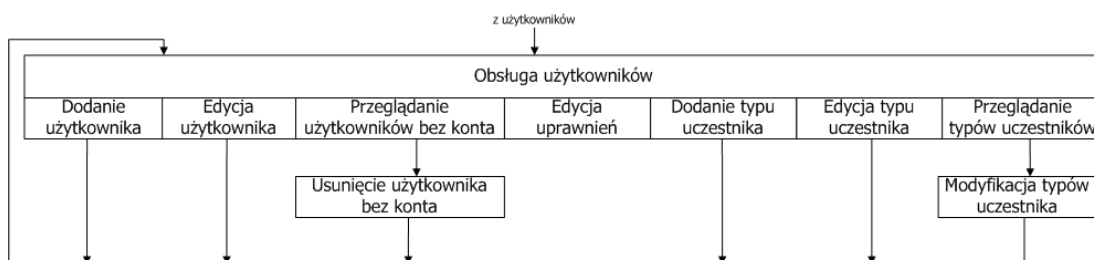 z użytkowników
Obsługa użytkowników
Dodanie
użytkownika
Edycja
użytkownika
Przeglądanie
użytkowników bez konta
Edycja
uprawnień
Dodanie typu
uczestnika
Edycja typu
uczestnika
Przeglądanie
typów uczestników
Usunięcie użytkownika
bez konta
Modyfikacja typów
uczestnika